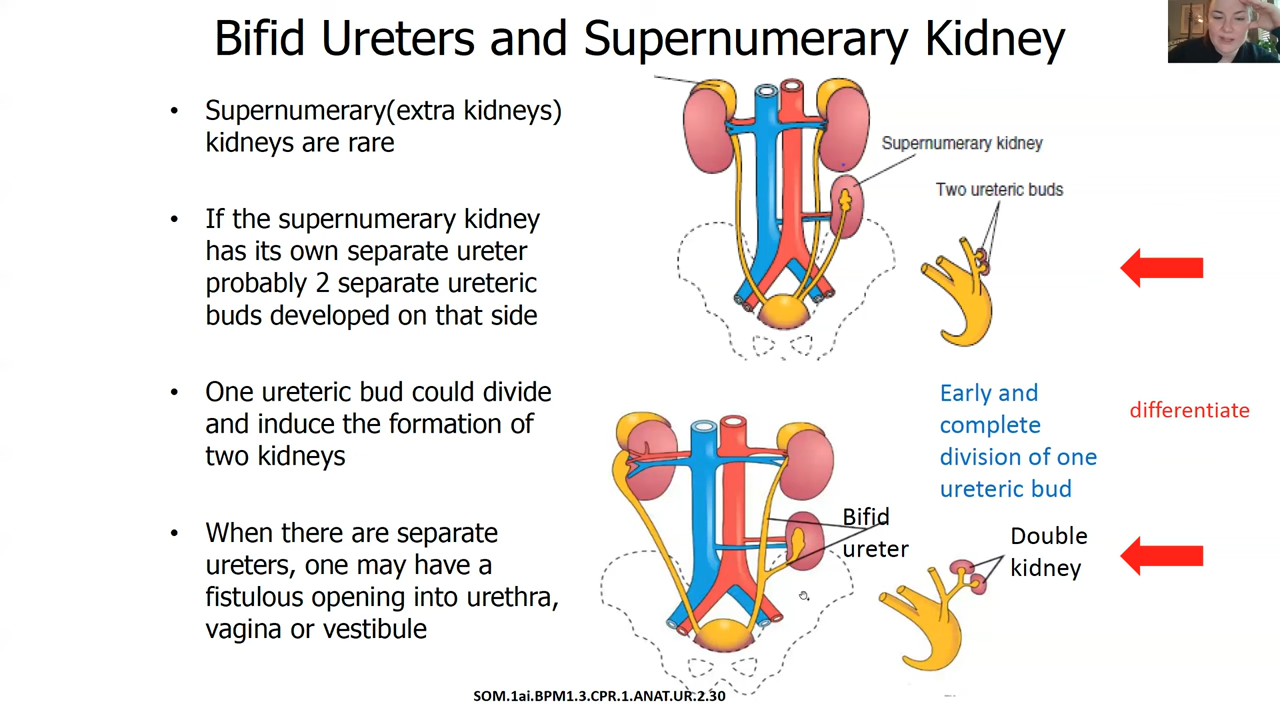 Bifid Ureters and Supernumerary Kidney
• Supernumerary(extra kidneys)
kidneys are rare
• If the supernumerary kidney
has its own separate ureter
probably 2 separate ureteric
buds developed on that side
• One ureteric bud could divide
and induce the formation of
two kidneys
• When there are separate
ureters, one may have a
fistulous opening into urethra,
vagina or vestibule
Supernumerary kidney
Two ureteric buds
Early and
complete
division of one
ureteric bud
differentiate
Bifid
ureter
Double
kidney
SOM.1ai.BPM1.3.CPR.1.ANAT.UR.2.30